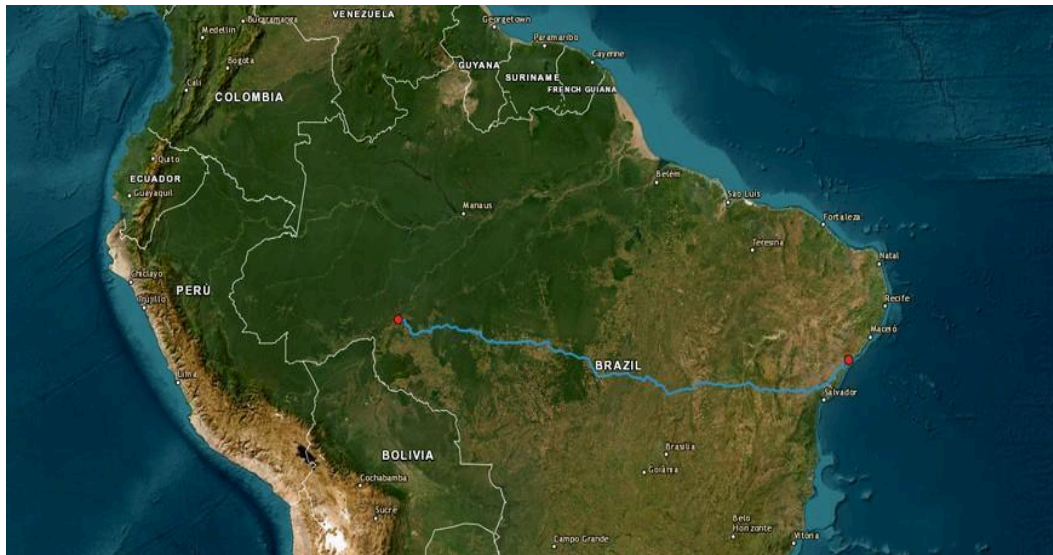 VENEZUELA
Bucaramanga
Medellín
Georgetown
Paramaribo
Bogota
Cayenne
GUYANA
SURINAME
FRENCH GUIANA
Cali
COLOMBIA
Quito
ECUADOR
Guayaquil
Belém
São Luís
Manaus
Fortaleza
Teresina
Natal
Chiclayo
PERÚ
Trujillo
Recife
Maceió
BRAZIL
Lima
Salvador
BOLIVIA
Brasilia
Goiânia
Cochabamba
Sucre
Belo
Horizonte
Campo Grande
Vitória